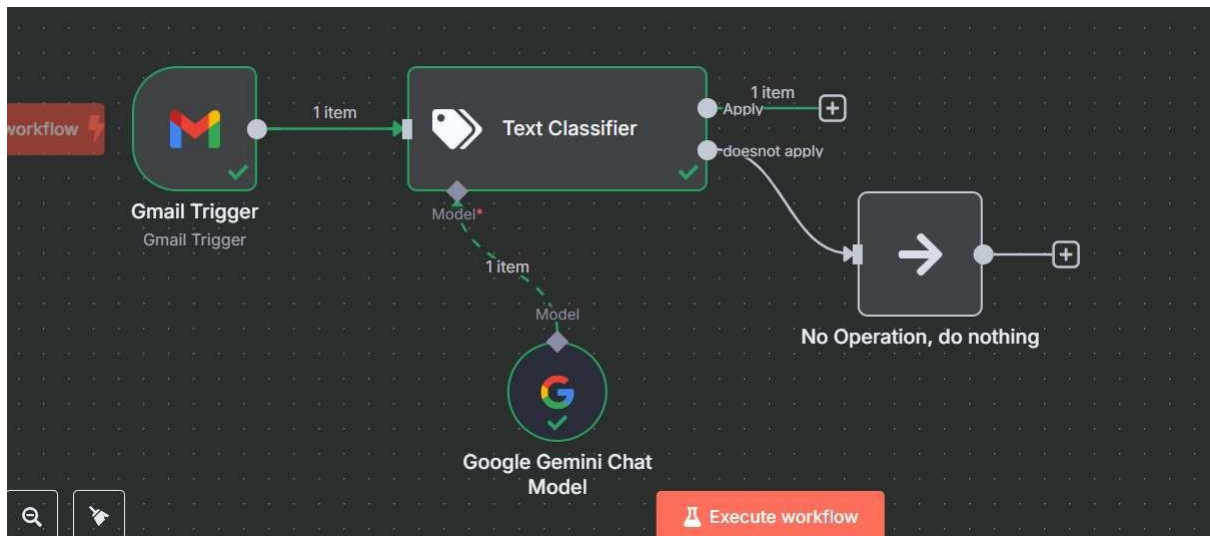 workflow
1 item
Text Classifier
1 item
Apply
doesnot apply
Gmail Trigger
Gmail Trigger
Model*
1 item
Model
No Operation, do nothing
Google Gemini Chat
Model
Execute workflow